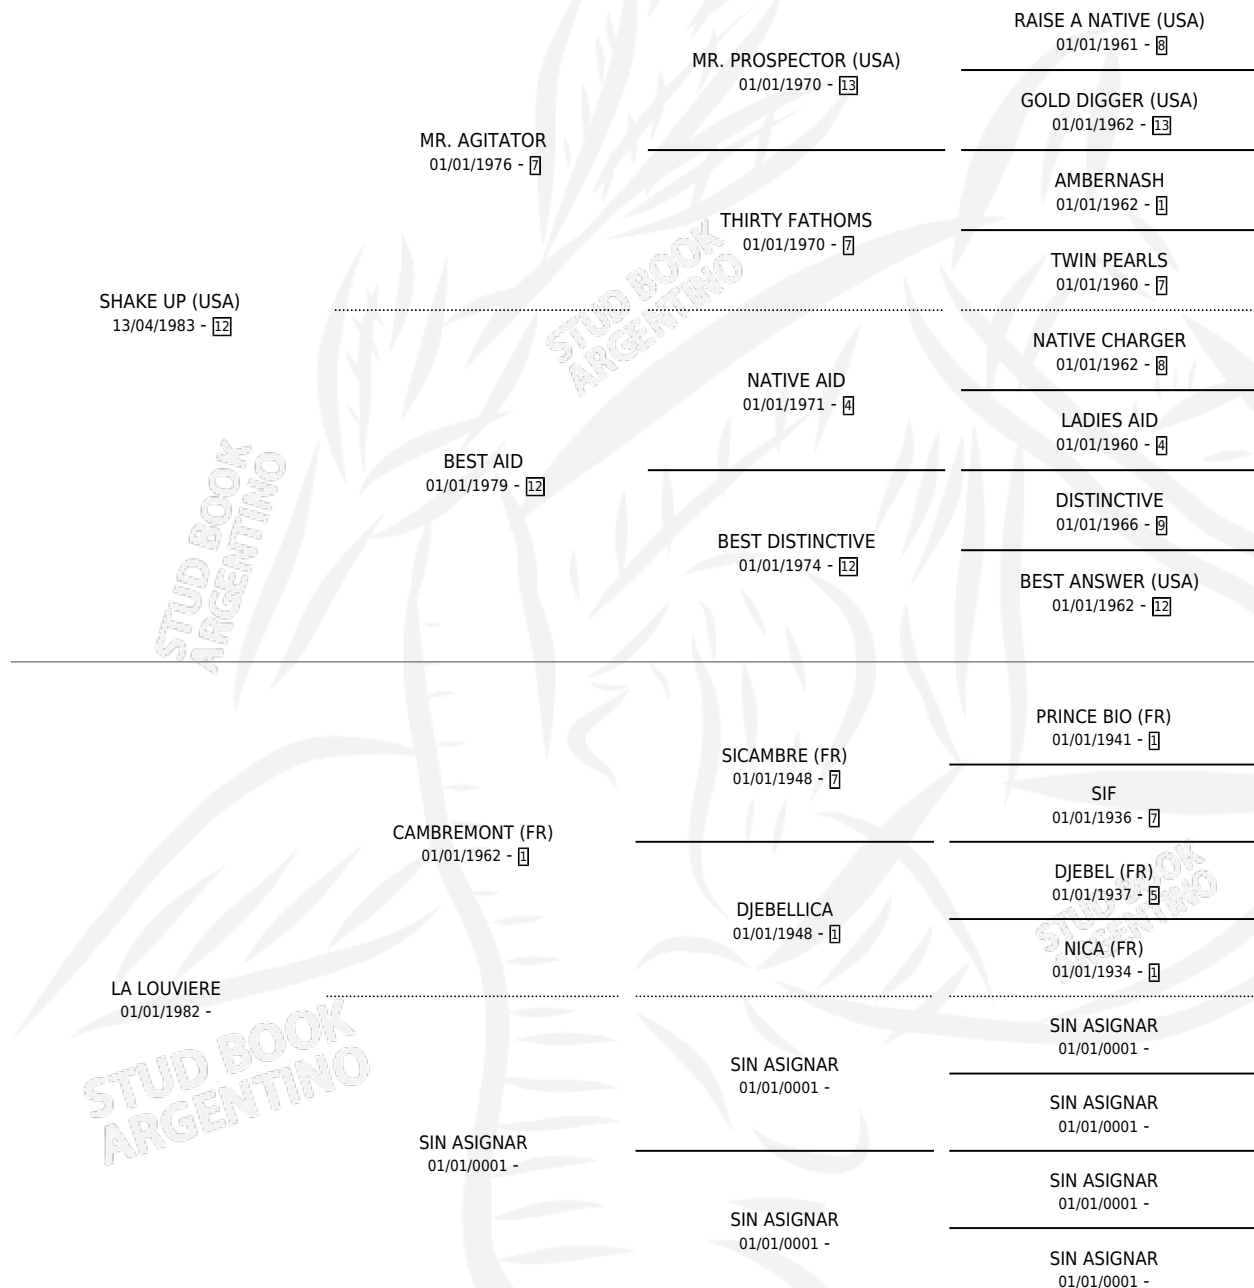 RAISE A NATIVE (USA)
01/01/1961 - 8
MR. PROSPECTOR (USA)
01/01/1970 - 13
GOLD DIGGER (USA)
01/01/1962 - 13
MR. AGITATOR
01/01/1976 - 7
AMBERNASH
01/01/1962 - 1
THIRTY FATHOMS
01/01/1970 - 7
TWIN PEARLS
01/01/1960 - 7
SHAKE UP (USA)
13/04/1983 - 12
STUD BOOK
ARGENTINO
NATIVE CHARGER
01/01/1962 - 8
NATIVE AID
01/01/1971 - 4
LADIES AID
01/01/1960 - 4
BEST AID
01/01/1979 - 12
DISTINCTIVE
01/01/1966 - 9
BEST DISTINCTIVE
01/01/1974 - 12
BEST ANSWER (USA)
01/01/1962 - 12
STUD BOOK
ARGENTINO
PRINCE BIO (FR)
01/01/1941 - 1
SICAMBRE (FR)
01/01/1948 - 7
SIF
01/01/1936 - 7
CAMBREMONT (FR)
01/01/1962 - 1
DJEBEL (FR)
01/01/1937 - 5
DJEBELLICA
01/01/1948 - 1
STUD BOOK
ARGENTINO
NICA (FR)
01/01/1934 - 1
LA LOUVIERE
01/01/1982 -
STUD BOOK
ARGENTINO
SIN ASIGNAR
01/01/0001 -
SIN ASIGNAR
01/01/0001 -
SIN ASIGNAR
01/01/0001 -
SIN ASIGNAR
01/01/0001 -
SIN ASIGNAR
01/01/0001 -
SIN ASIGNAR
01/01/0001 -
SIN ASIGNAR
01/01/0001 -